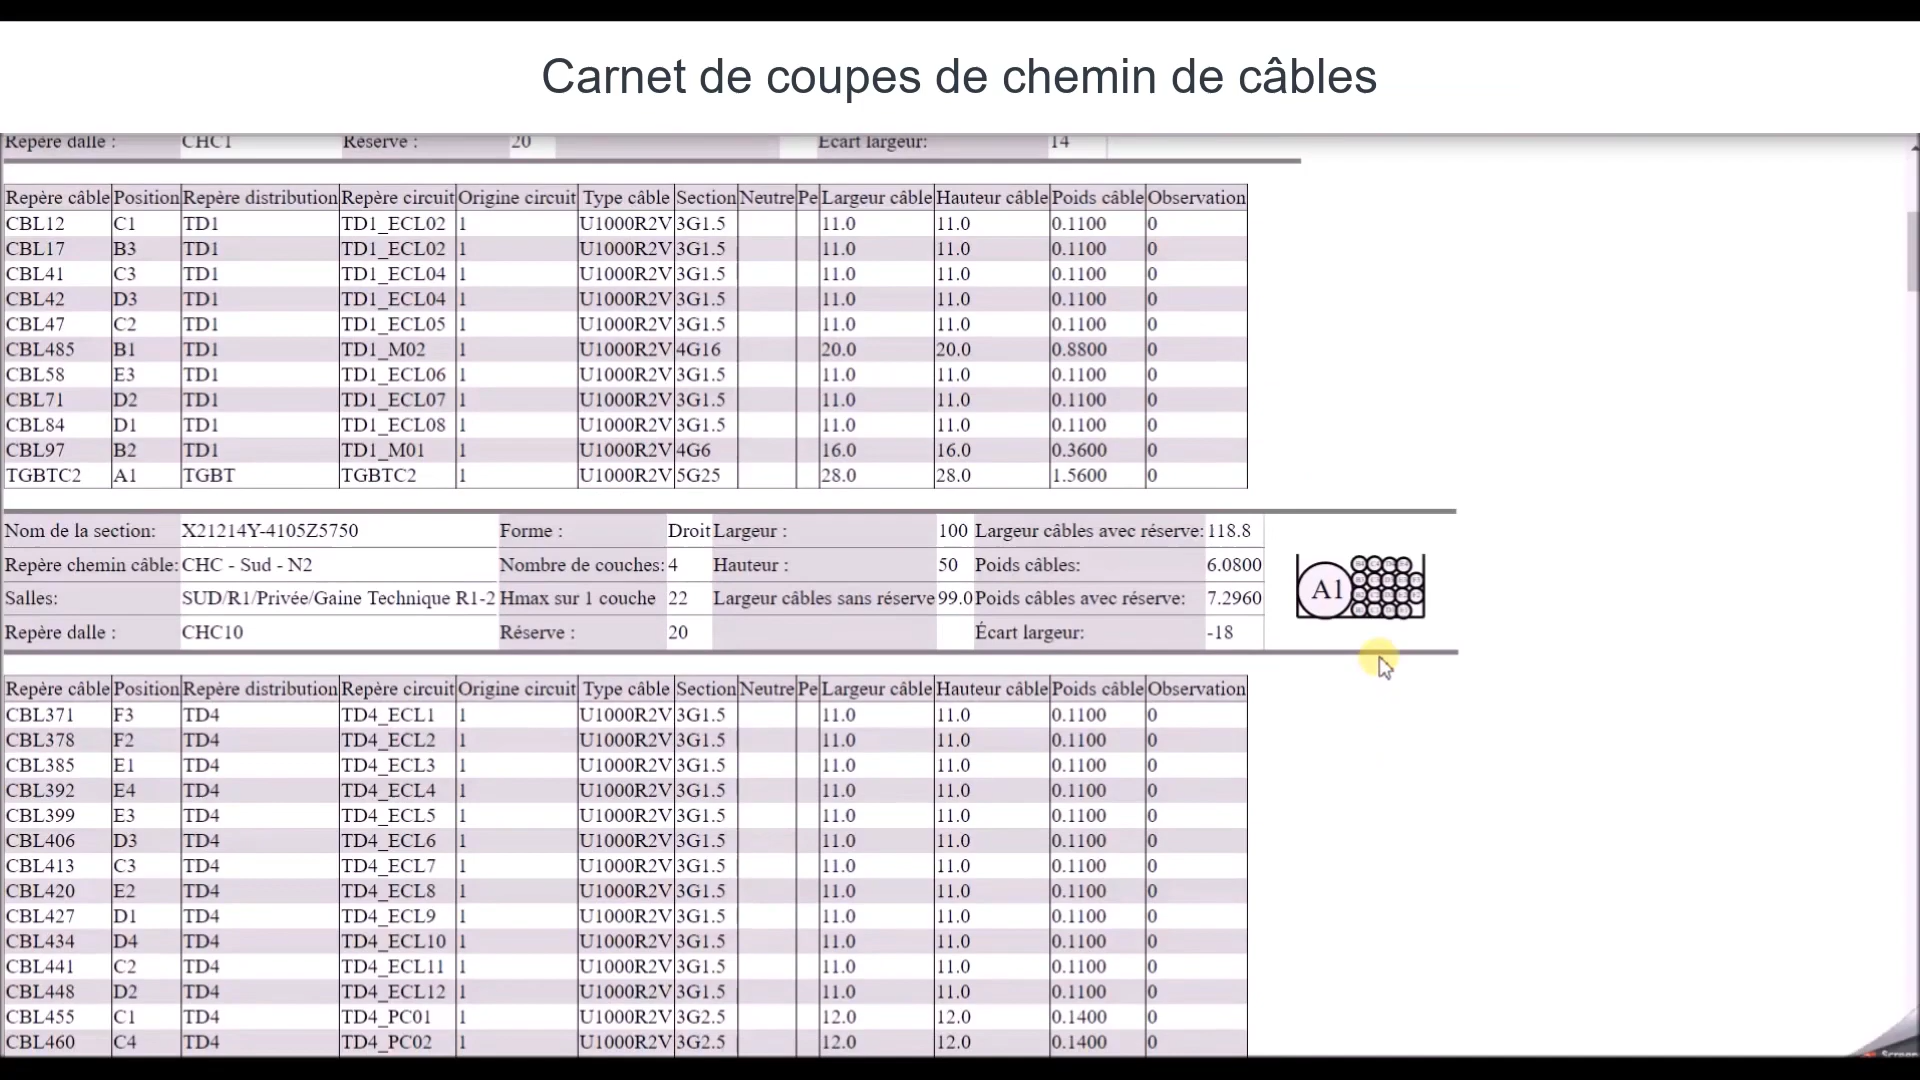 Carnet de coupes de chemin de câbles
Repère dalle : CHC1 Réserve : 20 Écart largeur: 14
Repère câble Position Repère distribution Repère circuit Origine circuit Type câble Section Neutre Pe Largeur câble Hauteur câble Poids câble Observation
CBL12 C1 TD1 TD1_ECL02 1 U1000R2V 3G1.5 11.0 11.0 0.1100 0
CBL17 B3 TD1 TD1_ECL02 1 U1000R2V 3G1.5 11.0 11.0 0.1100 0
CBL41 C3 TD1 TD1_ECL04 1 U1000R2V 3G1.5 11.0 11.0 0.1100 0
CBL42 D3 TD1 TD1_ECL04 1 U1000R2V 3G1.5 11.0 11.0 0.1100 0
CBL47 C2 TD1 TD1_ECL05 1 U1000R2V 3G1.5 11.0 11.0 0.1100 0
CBL485 B1 TD1 TD1_M02 1 U1000R2V 4G16 20.0 20.0 0.8800 0
CBL58 E3 TD1 TD1_ECL06 1 U1000R2V 3G1.5 11.0 11.0 0.1100 0
CBL71 D2 TD1 TD1_ECL07 1 U1000R2V 3G1.5 11.0 11.0 0.1100 0
CBL84 D1 TD1 TD1_ECL08 1 U1000R2V 3G1.5 11.0 11.0 0.1100 0
CBL97 B2 TD1 TD1_M01 1 U1000R2V 4G6 16.0 16.0 0.3600 0
TGBTC2 A1 TGBT TGBTC2 1 U1000R2V 5G25 28.0 28.0 1.5600 0
Nom de la section: X21214Y-4105Z5750 Forme : Droit Largeur : 100 Largeur câbles avec réserve: 118.8
Repère chemin câble: CHC - Sud - N2 Nombre de couches: 4 Hauteur : 50 Poids câbles: 6.0800
Salles: SUD/R1/Privée/Gaine Technique R1-2 Hmax sur 1 couche 22 Largeur câbles sans réserve 99.0 Poids câbles avec réserve: 7.2960
Repère dalle : CHC10 Réserve : 20 Écart largeur: -18
A1
Repère câble Position Repère distribution Repère circuit Origine circuit Type câble Section Neutre Pe Largeur câble Hauteur câble Poids câble Observation
CBL371 F3 TD4 TD4_ECL1 1 U1000R2V 3G1.5 11.0 11.0 0.1100 0
CBL378 F2 TD4 TD4_ECL2 1 U1000R2V 3G1.5 11.0 11.0 0.1100 0
CBL385 E1 TD4 TD4_ECL3 1 U1000R2V 3G1.5 11.0 11.0 0.1100 0
CBL392 E4 TD4 TD4_ECL4 1 U1000R2V 3G1.5 11.0 11.0 0.1100 0
CBL399 E3 TD4 TD4_ECL5 1 U1000R2V 3G1.5 11.0 11.0 0.1100 0
CBL406 D3 TD4 TD4_ECL6 1 U1000R2V 3G1.5 11.0 11.0 0.1100 0
CBL413 C3 TD4 TD4_ECL7 1 U1000R2V 3G1.5 11.0 11.0 0.1100 0
CBL420 E2 TD4 TD4_ECL8 1 U1000R2V 3G1.5 11.0 11.0 0.1100 0
CBL427 D1 TD4 TD4_ECL9 1 U1000R2V 3G1.5 11.0 11.0 0.1100 0
CBL434 D4 TD4 TD4_ECL10 1 U1000R2V 3G1.5 11.0 11.0 0.1100 0
CBL441 C2 TD4 TD4_ECL11 1 U1000R2V 3G1.5 11.0 11.0 0.1100 0
CBL448 D2 TD4 TD4_ECL12 1 U1000R2V 3G1.5 11.0 11.0 0.1100 0
CBL455 C1 TD4 TD4_PC01 1 U1000R2V 3G2.5 12.0 12.0 0.1400 0
CBL460 C4 TD4 TD4_PC02 1 U1000R2V 3G2.5 12.0 12.0 0.1400 0